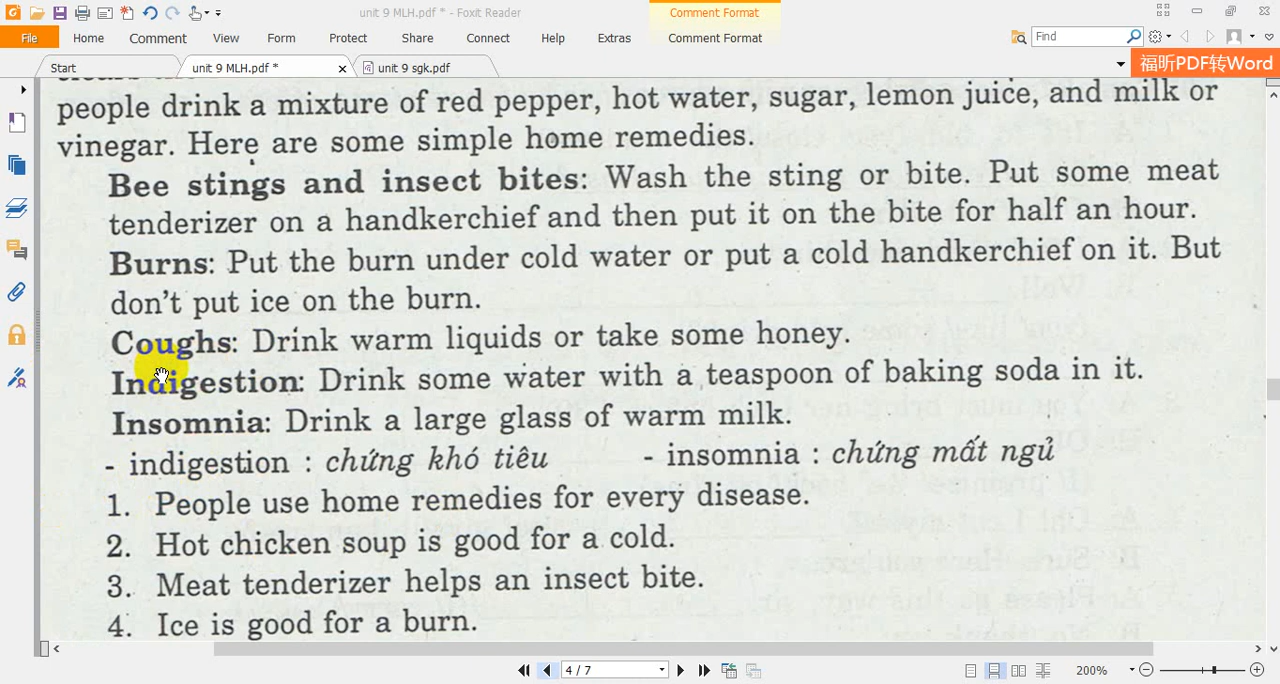 unit 9 MLH.pdf * - Foxit Reader
Comment Format
File
Home
Comment
View
Form
Protect
Share
Connect
Help
Extras
Comment Format
Find
Start
unit 9 MLH.pdf *
unit 9 sgk.pdf
福昕PDF转Word
people drink a mixture of red pepper, hot water, sugar, lemon juice, and milk or
vinegar. Here are some simple home remedies.
Bee stings and insect bites: Wash the sting or bite. Put some meat
tenderizer on a handkerchief and then put it on the bite for half an hour.
Burns: Put the burn under cold water or put a cold handkerchief on it. But
don't put ice on the burn.
Coughs: Drink warm liquids or take some honey.
Indigestion: Drink some water with a teaspoon of baking soda in it.
Insomnia: Drink a large glass of warm milk.
- indigestion : chứng khó tiêu - insomnia : chứng mất ngủ
1. People use home remedies for every disease.
2. Hot chicken soup is good for a cold.
3. Meat tenderizer helps an insect bite.
4. Ice is good for a burn.
4 / 7
200%